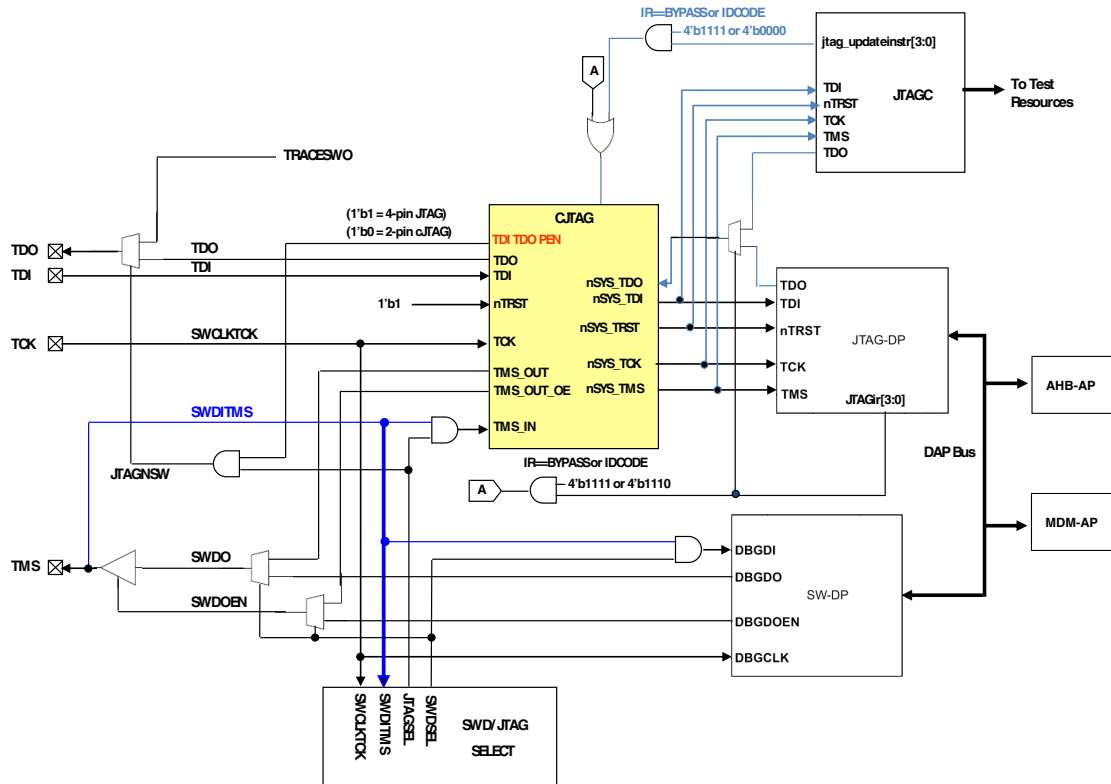 IR==BYPASSor IDCODE
4'b1111 or 4'b0000
jtag_updateinstr[3:0]
A
JTAGC
To Test
Resources
TDI
nTRST
TCK
TMS
TDO
TRACESWO
(1'b1 = 4-pin JTAG)
(1'b0 = 2-pin cJTAG)
CJTAG
TDI TDO PEN
TDO
TDO
TDO
TDI
TDI
TDI
nSYS_TDO
nSYS_TDI
TDO
TDI
1'b1
nTRST
nSYS_TRST
nTRST
JTAG-DP
TCK
SWCLKTCK
TCK
nSYS_TCK
TCK
TMS_OUT
TMS_OUT_OE
nSYS_TMS
TMS
JTAGir[3:0]
AHB-AP
SWDITMS
TMS_IN
DAP Bus
JTAGNSW
IR==BYPASSor IDCODE
4'b1111 or 4'b1110
A
MDM-AP
TMS
SWDO
DBGDI
DBGDO
SW-DP
SWDOEN
DBGDOEN
DBGCLK
SWCLKTCK
SWDITMS
JTAGSEL
SWDSEL
SWD/JTAG
SELECT